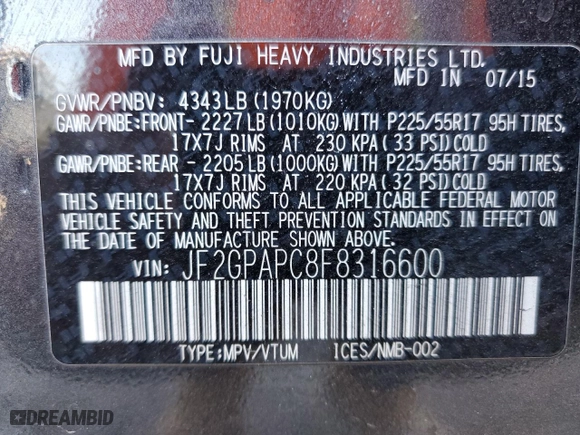 MFD BY FUJI HEAVY INDUSTRIES LTD.
MFD IN 07/15
GVWR/PNBV: 4343LB (1970KG)
GAWR/PNBE:FRONT- 2227LB (1010KG) WITH P225/55R17 95H TIRES,
17X7J RIMS AT 230 KPA (33 PSI) COLD
GAWR/PNBE:REAR - 2205LB (1000KG) WITH P225/55R17 95H TIRES,
17X7J RIMS AT 220 KPA (32 PSI) COLD
THIS VEHICLE CONFORMS TO ALL APPLICABLE FEDERAL MOTOR
VEHICLE SAFETY AND THEFT PREVENTION STANDARDS IN EFFECT ON
THE DATE OF MANUFACTURE SHOWN ABOVE.
VIN: JF2GPAPC8F8316600
TYPE:MPV/VTUM ICES/NMB-002
DREAMBID